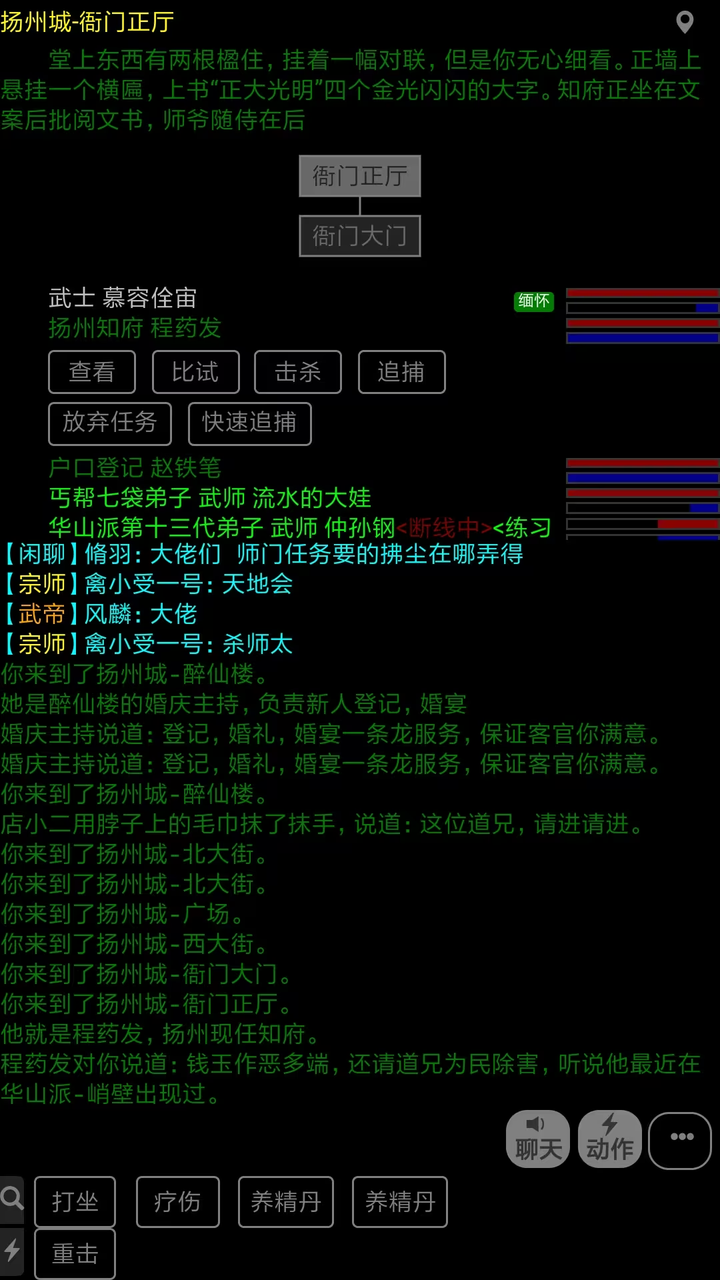 扬州城-衙门正厅
堂上东西有两根楹住，挂着一幅对联，但是你无心细看。正墙上
悬挂一个横匾，上书“正大光明”四个金光闪闪的大字。知府正坐在文
案后批阅文书，师爷随侍在后
衙门正厅
衙门大门
武士 慕容佺宙
缅怀
扬州知府 程药发
查看 比试 击杀 追捕
放弃任务 快速追捕
户口登记 赵铁笔
丐帮七袋弟子 武师 流水的大娃
华山派第十三代弟子 武师 仲孙钢<断线中><练习
【闲聊】脩羽：大佬们 师门任务要的拂尘在哪弄得
【宗师】禽小受一号：天地会
【武帝】风麟：大佬
【宗师】禽小受一号：杀师太
你来到了扬州城-醉仙楼。
她是醉仙楼的婚庆主持，负责新人登记，婚宴
婚庆主持说道：登记，婚礼，婚宴一条龙服务，保证客官你满意。
婚庆主持说道：登记，婚礼，婚宴一条龙服务，保证客官你满意。
你来到了扬州城-醉仙楼。
店小二用脖子上的毛巾抹了抹手，说道：这位道兄，请进请进。
你来到了扬州城-北大街。
你来到了扬州城-北大街。
你来到了扬州城-广场。
你来到了扬州城-西大街。
你来到了扬州城-衙门大门。
你来到了扬州城-衙门正厅。
他就是程药发，扬州现任知府。
程药发对你说道：钱玉作恶多端，还请道兄为民除害，听说他最近在
华山派-峭壁出现过。
聊天 动作
打坐 疗伤 养精丹 养精丹
重击